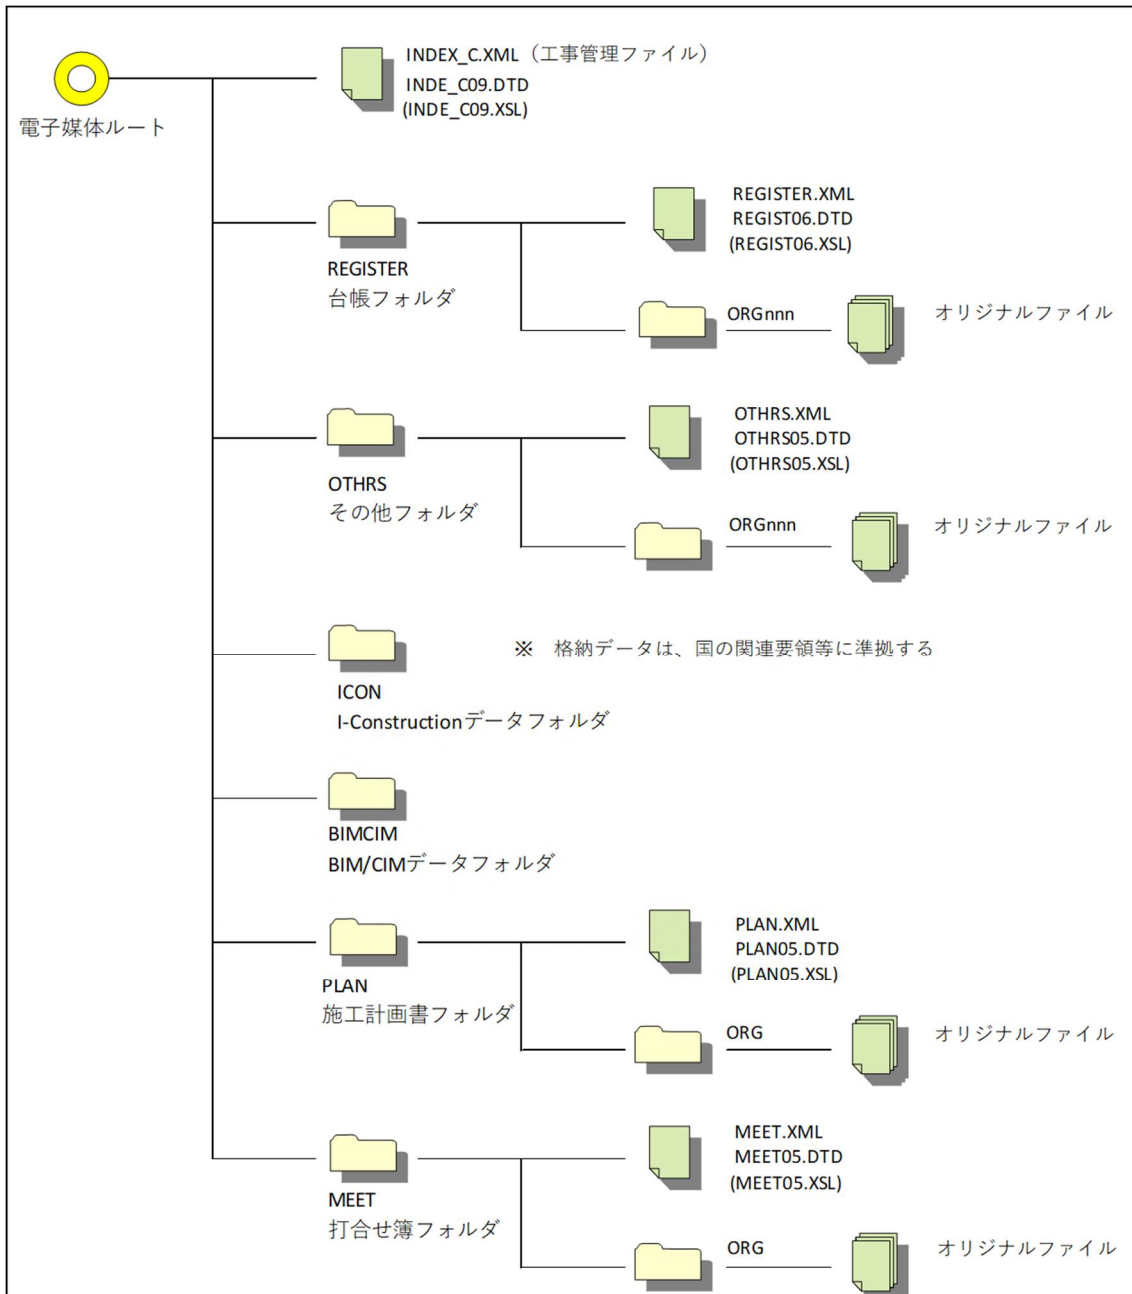 INDEX_C.XML（工事管理ファイル）
INDE_C09.DTD
(INDE_C09.XSL)
電子媒体ルート
REGISTER.XML
REGIST06.DTD
(REGIST06.XSL)
REGISTER
台帳フォルダ
ORGnnn
オリジナルファイル
OTHRS.XML
OTHRS05.DTD
(OTHRS05.XSL)
OTHRS
その他フォルダ
ORGnnn
オリジナルファイル
※　格納データは、国の関連要領等に準拠する
ICON
I-Constructionデータフォルダ
BIMCIM
BIM/CIMデータフォルダ
PLAN.XML
PLAN05.DTD
(PLAN05.XSL)
PLAN
施工計画書フォルダ
ORG
オリジナルファイル
MEET.XML
MEET05.DTD
(MEET05.XSL)
MEET
打合せ簿フォルダ
ORG
オリジナルファイル